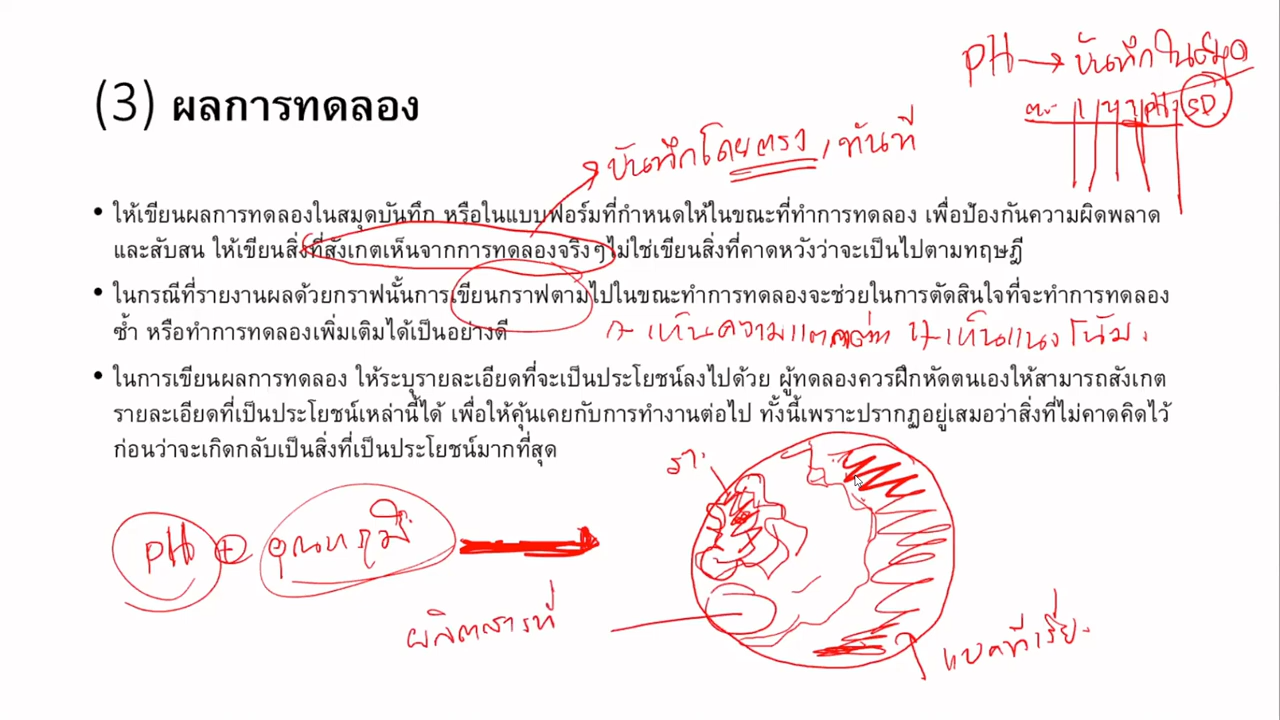 PH → บันทึกในสมุด
(3) ผลการทดลอง
pH SD
บันทึกโดยตรง, ทันที
• ให้เขียนผลการทดลองในสมุดบันทึก หรือในแบบฟอร์มที่กำหนดให้ในขณะที่ทำการทดลอง เพื่อป้องกันความผิดพลาด
และสับสน ให้เขียนสิ่งที่สังเกตเห็นจากการทดลองจริงๆไม่ใช่เขียนสิ่งที่คาดหวังว่าจะเป็นไปตามทฤษฎี
• ในกรณีที่รายงานผลด้วยกราฟนั้นการเขียนกราฟตามไปในขณะทำการทดลองจะช่วยในการตัดสินใจที่จะทำการทดลอง
ซ้ำ หรือทำการทดลองเพิ่มเติมได้เป็นอย่างดี
เห็นความแตกต่าง เห็นแนวโน้ม
• ในการเขียนผลการทดลอง ให้ระบุรายละเอียดที่จะเป็นประโยชน์ลงไปด้วย ผู้ทดลองควรฝึกหัดตนเองให้สามารถสังเกต
รายละเอียดที่เป็นประโยชน์เหล่านี้ได้ เพื่อให้คุ้นเคยกับการทำงานต่อไป ทั้งนี้เพราะปรากฏอยู่เสมอว่าสิ่งที่ไม่คาดคิดไว้
ก่อนว่าจะเกิดกลับเป็นสิ่งที่เป็นประโยชน์มากที่สุด
รา.
pH + อุณหภูมิ
ผลิตสารที่
แบคทีเรีย.